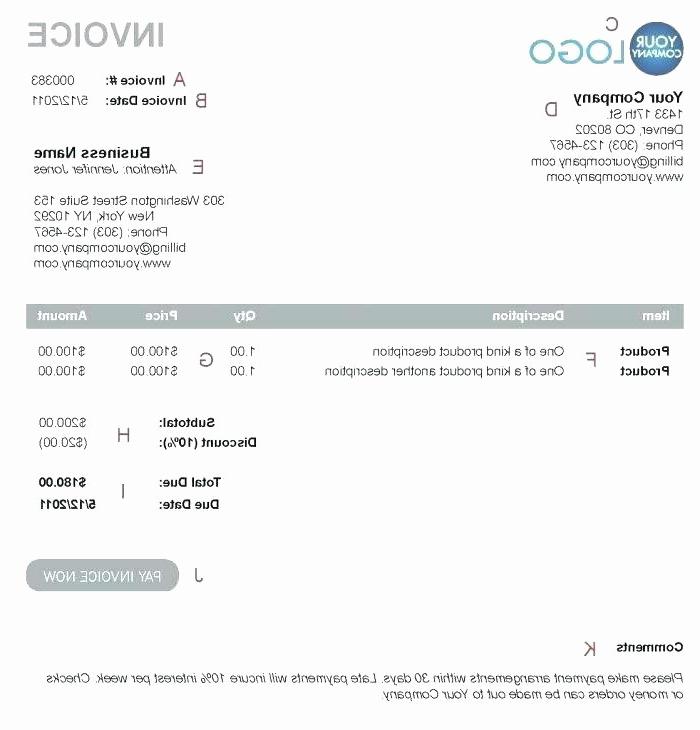 C
YOUR COMPANY LOGO
INVOICE
A Invoice #: 000383
B Invoice Date: 5/12/2011
D
Your Company
1433 17th St.
Denver, CO 80202
Phone: (303) 123-4567
billing@yourcompany.com
www.yourcompany.com
E
Business Name
Attention: Jennifer Jones
303 Washington Street Suite 153
New York, NY 10292
Phone: (303) 123-4567
billing@yourcompany.com
www.yourcompany.com
Item Description Qty Price Amount
Product F One of a kind product description 1.00 G $100.00 $100.00
Product One of a kind product another description 1.00 $100.00 $100.00
Subtotal: H $200.00
Discount (10%): ($20.00)
Total Due: I $180.00
Due Date: 5/12/2011
J PAY INVOICE NOW
Comments K
Please make payment arrangements within 30 days. Late payments will incure 10% interest per week. Checks
or money orders can be made out to Your Company.